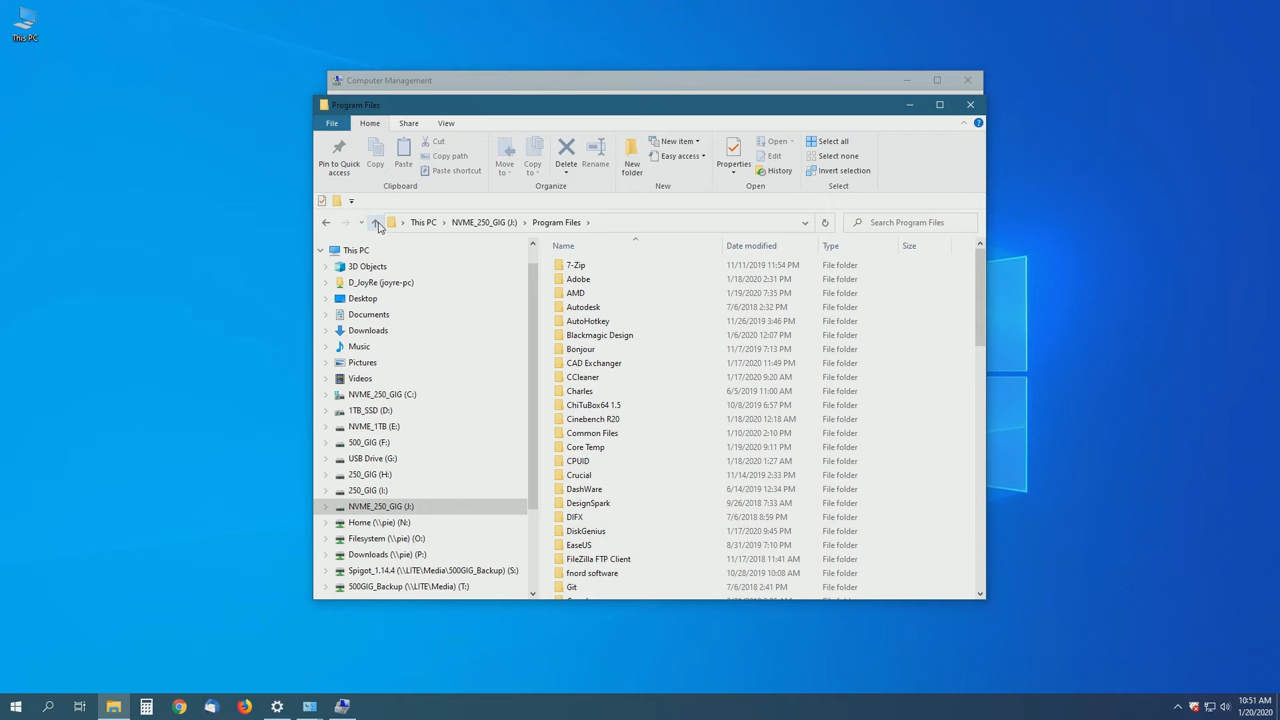 This PC
Computer Management
Program Files
File
Home
Share
View
Pin to Quick access
Copy
Paste
Cut
Copy path
Paste shortcut
Clipboard
Move to
Copy to
Delete
Rename
Organize
New folder
New item
Easy access
New
Properties
Open
Edit
History
Open
Select all
Select none
Invert selection
Select
This PC
NVME_250_GIG (J:)
Program Files
Search Program Files
This PC
3D Objects
D_JoyRe (joyre-pc)
Desktop
Documents
Downloads
Music
Pictures
Videos
NVME_250_GIG (C:)
1TB_SSD (D:)
NVME_1TB (E:)
500_GIG (F:)
USB Drive (G:)
250_GIG (H:)
250_GIG (I:)
NVME_250_GIG (J:)
Home (\\pie) (N:)
Filesystem (\\pie) (O:)
Downloads (\\pie) (P:)
Spigot_1.14.4 (\\LITE\Media\500GIG_Backup) (S:)
500GIG_Backup (\\LITE\Media) (T:)
Name Date modified Type Size
7-Zip 11/11/2019 11:54 PM File folder
Adobe 1/18/2020 2:31 PM File folder
AMD 1/19/2020 7:35 PM File folder
Autodesk 7/6/2018 2:32 PM File folder
AutoHotkey 11/26/2019 3:46 PM File folder
Blackmagic Design 1/6/2020 12:07 PM File folder
Bonjour 11/7/2019 7:13 PM File folder
CAD Exchanger 1/17/2020 11:49 PM File folder
CCleaner 1/17/2020 9:20 AM File folder
Charles 6/5/2019 11:00 AM File folder
ChiTuBox64 1.5 10/8/2019 6:57 PM File folder
Cinebench R20 1/18/2020 12:18 AM File folder
Common Files 1/10/2020 2:10 PM File folder
Core Temp 1/19/2020 9:11 PM File folder
CPUID 1/18/2020 1:27 AM File folder
Crucial 11/14/2019 2:33 PM File folder
DashWare 6/14/2019 12:34 PM File folder
DesignSpark 9/26/2018 7:33 AM File folder
DIFX 7/6/2018 8:59 PM File folder
DiskGenius 1/17/2020 9:45 PM File folder
EaseUS 8/31/2019 7:10 PM File folder
FileZilla FTP Client 11/17/2018 11:41 AM File folder
fnord software 10/28/2019 10:08 AM File folder
Git 7/6/2018 2:41 PM File folder
10:51 AM
1/20/2020